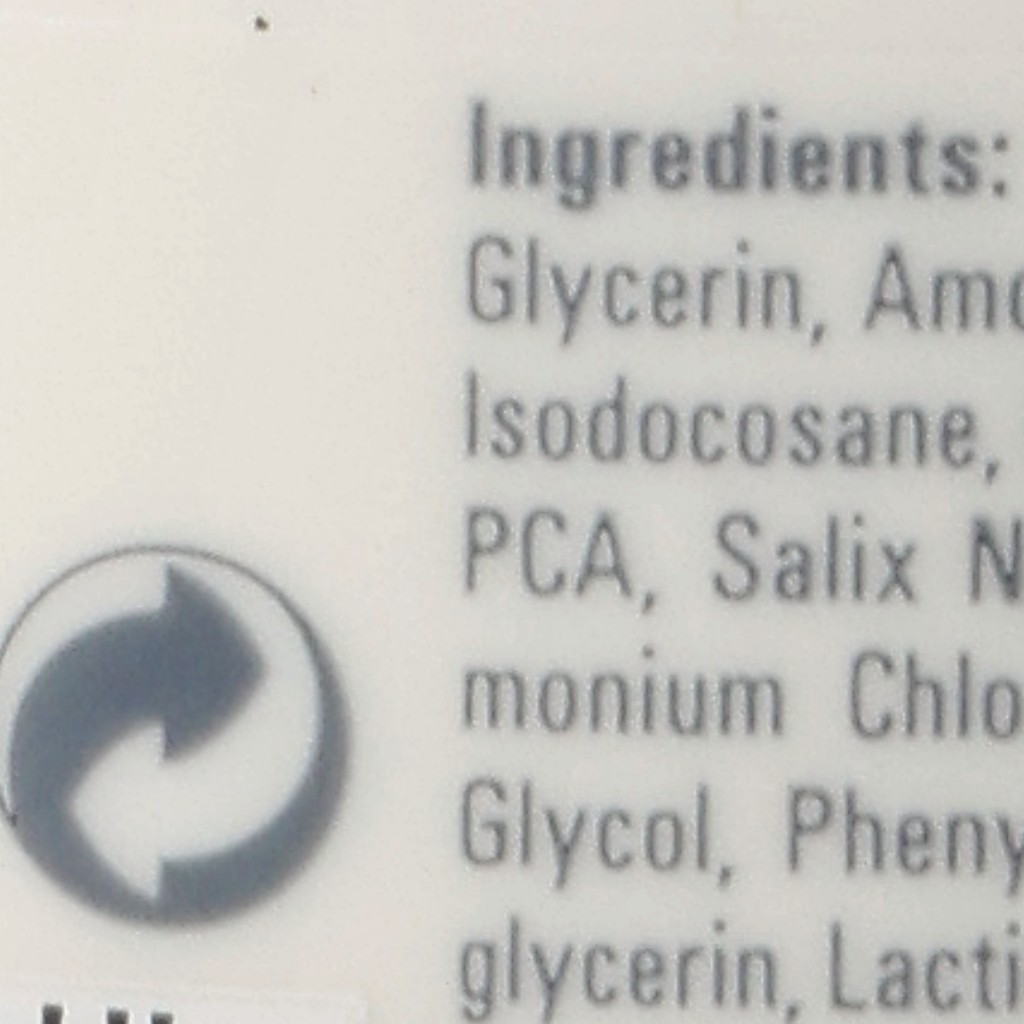 Ingredients:
Glycerin,
Isodocosane,
PCA, Salix
monium
Glycol,
glycerin,